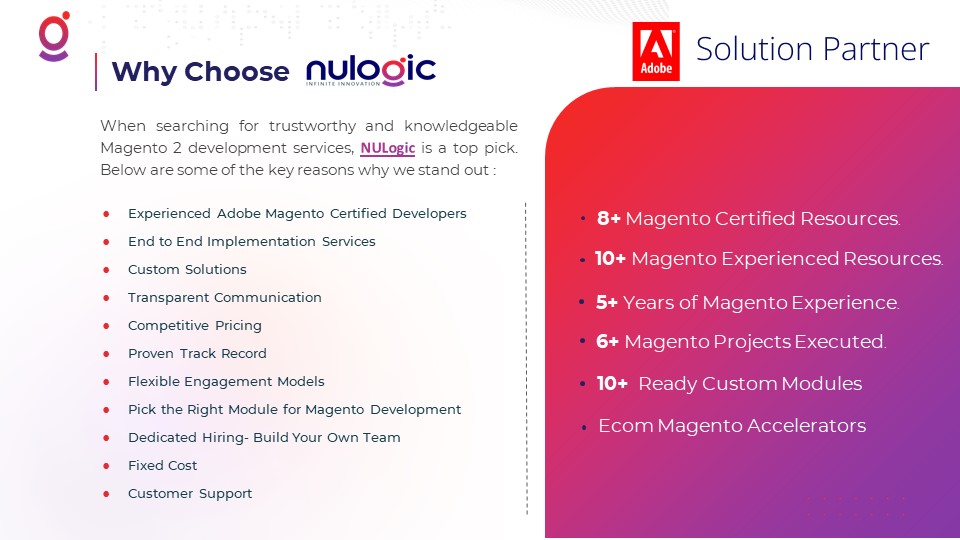 Why Choose nulogic
INFINITE INNOVATION
Adobe
Solution Partner
When searching for trustworthy and knowledgeable
Magento 2 development services, NULogic is a top pick.
Below are some of the key reasons why we stand out :
• Experienced Adobe Magento Certified Developers
• End to End Implementation Services
• Custom Solutions
• Transparent Communication
• Competitive Pricing
• Proven Track Record
• Flexible Engagement Models
• Pick the Right Module for Magento Development
• Dedicated Hiring- Build Your Own Team
• Fixed Cost
• Customer Support
• 8+ Magento Certified Resources.
• 10+ Magento Experienced Resources.
• 5+ Years of Magento Experience.
• 6+ Magento Projects Executed.
• 10+ Ready Custom Modules
• Ecom Magento Accelerators